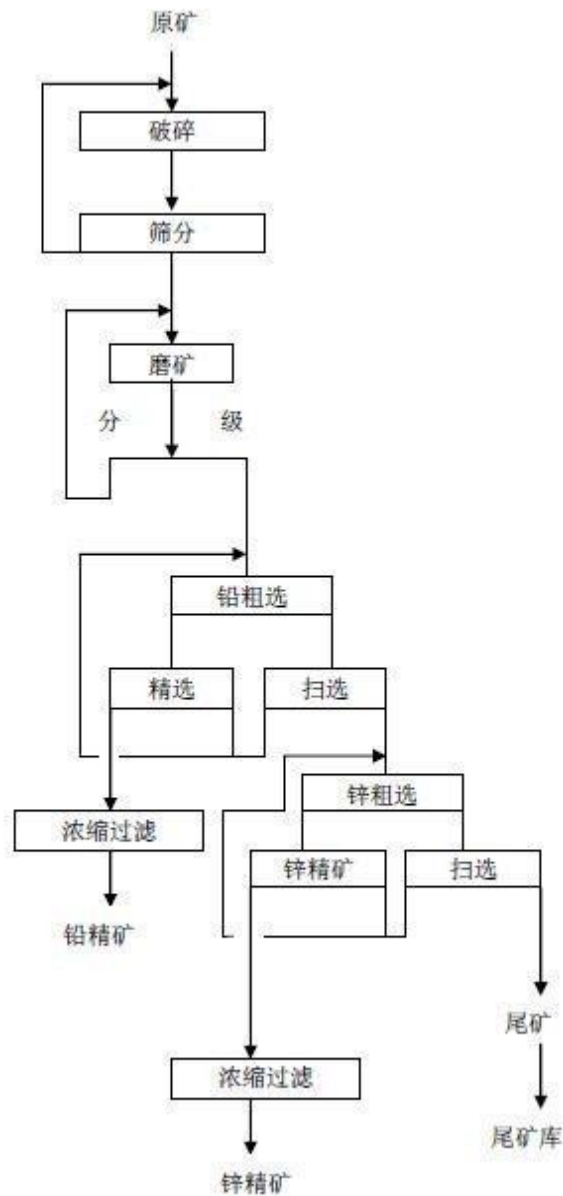 原矿
破碎
筛分
磨矿
分 级
铅粗选
精选 扫选
锌粗选
浓缩过滤
锌精矿 扫选
铅精矿
尾矿
浓缩过滤
尾矿库
锌精矿